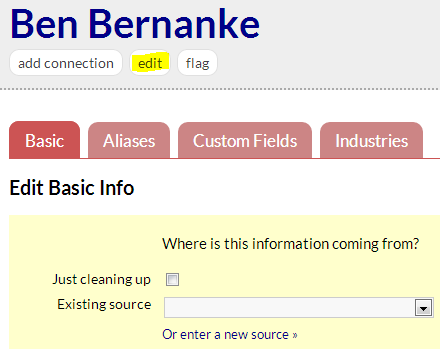 Ben Bernanke
add connection edit flag
Basic Aliases Custom Fields Industries
Edit Basic Info
Where is this information coming from?
Just cleaning up
Existing source
Or enter a new source »